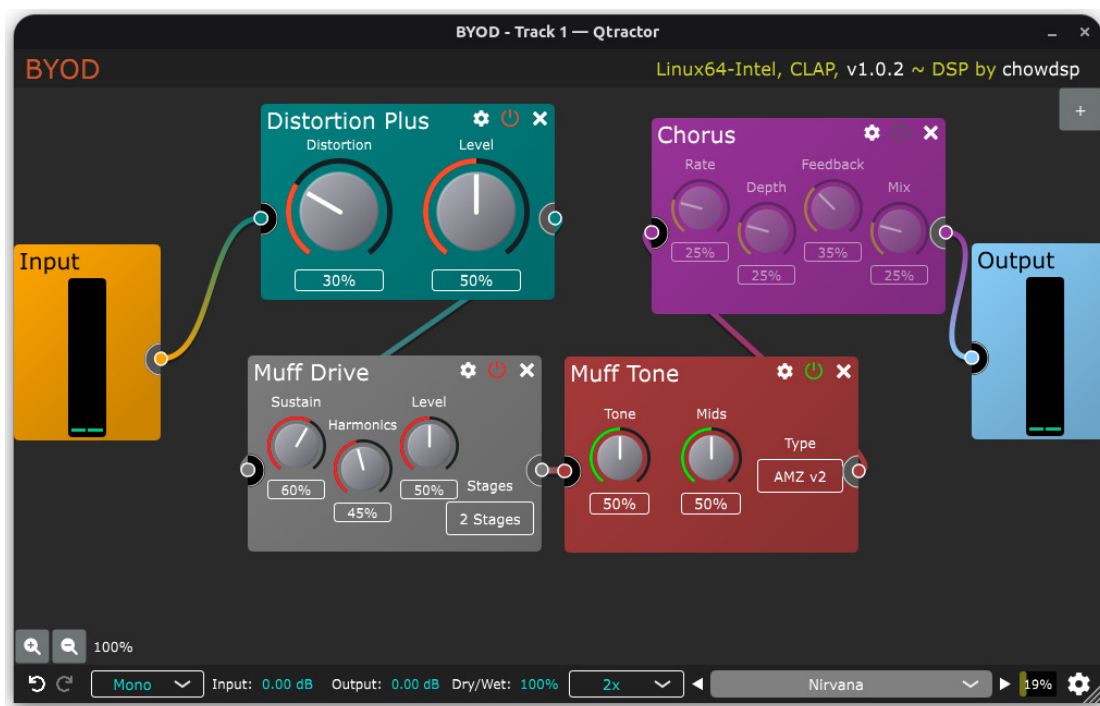 BYOD - Track 1 — Qtractor
BYOD
Linux64-Intel, CLAP, v1.0.2 ~ DSP by chowdsp
+
Distortion Plus
Distortion Level
30% 50%
Chorus
Rate Feedback
Depth Mix
25% 35%
25% 25%
Input
Output
Muff Drive
Sustain Level
Harmonics
60% 50% Stages
45% 2 Stages
Muff Tone
Tone Mids
Type
AMZ v2
50% 50%
100%
Mono Input: 0.00 dB Output: 0.00 dB Dry/Wet: 100% 2x Nirvana 19%